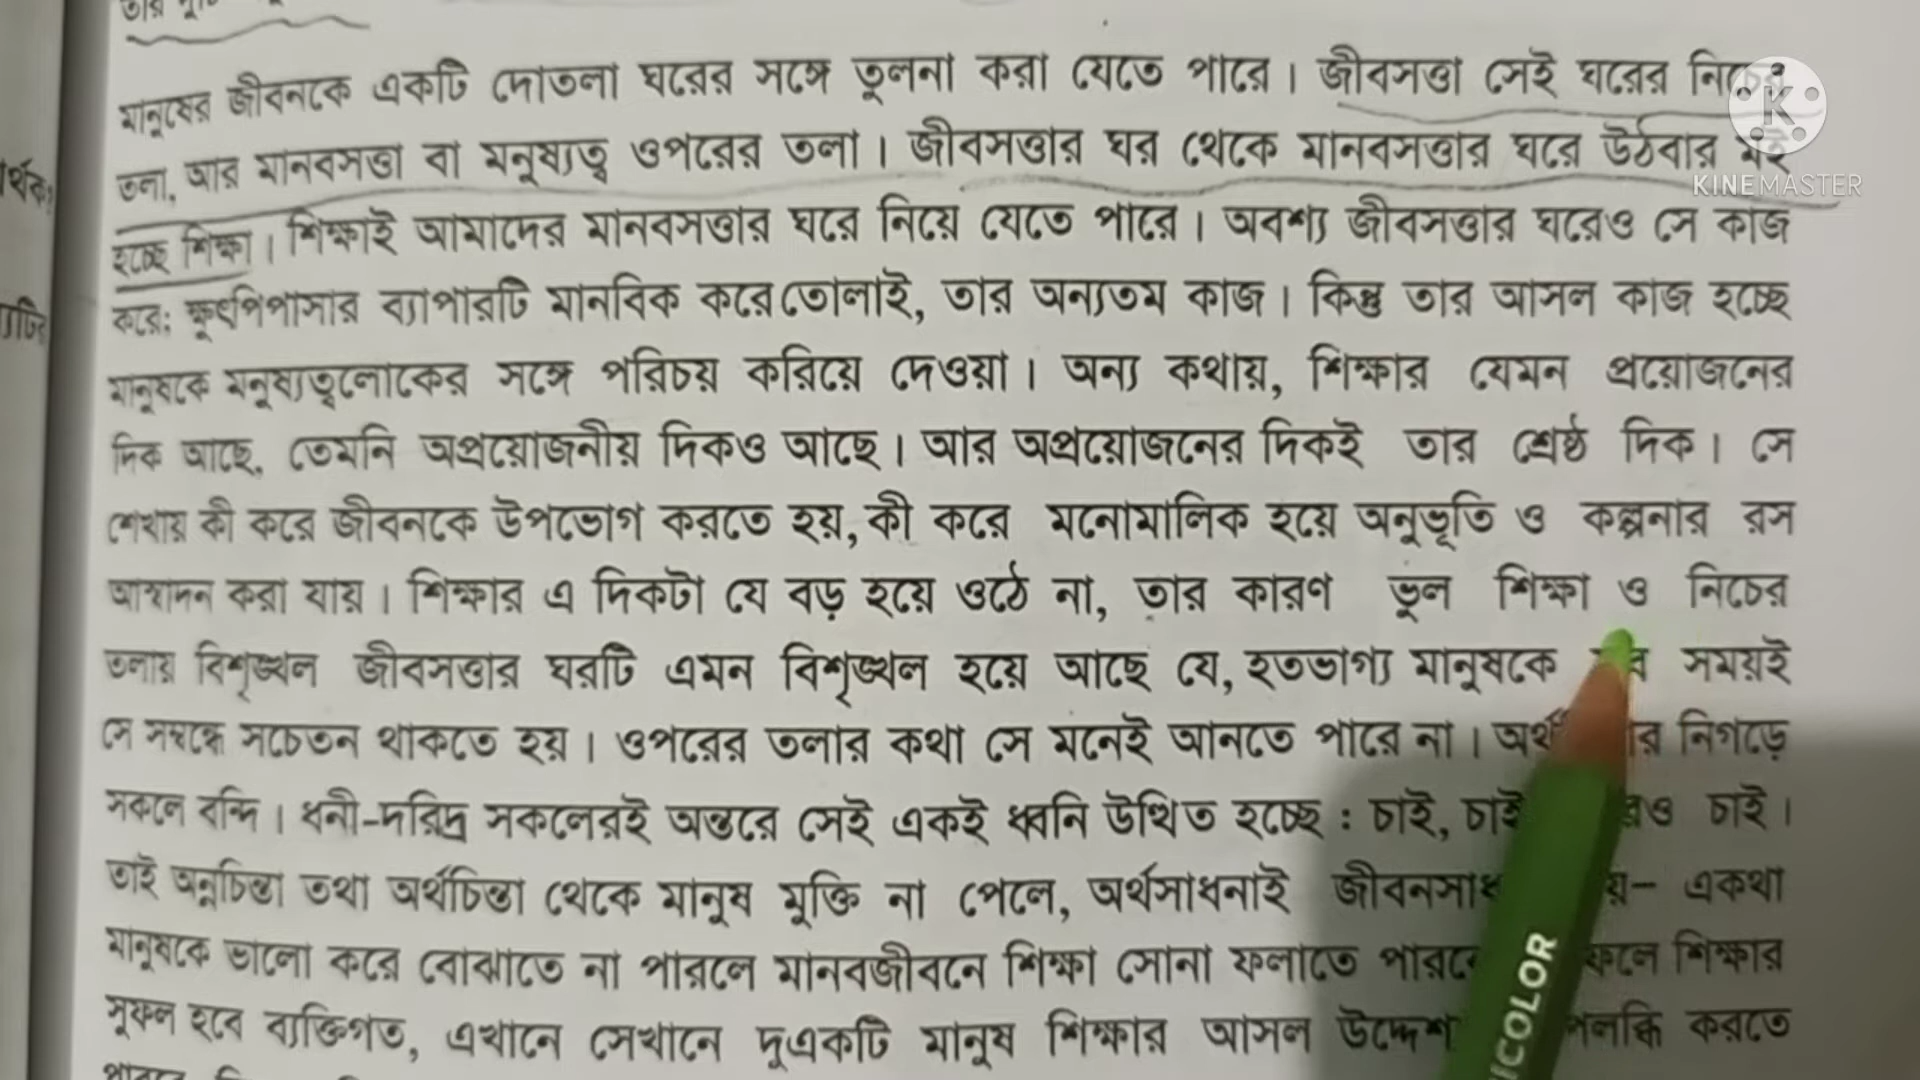 মানুষের জীবনকে একটি দোতলা ঘরের সঙ্গে তুলনা করা যেতে পারে। জীবসত্তা সেই ঘরের নিচের
তলা, আর মানবসত্তা বা মনুষ্যত্ব ওপরের তলা। জীবসত্তার ঘর থেকে মানবসত্তার ঘরে উঠবার মই
KINEMASTER
হচ্ছে শিক্ষা। শিক্ষাই আমাদের মানবসত্তার ঘরে নিয়ে যেতে পারে। অবশ্য জীবসত্তার ঘরেও সে কাজ
করে; ক্ষুৎপিপাসার ব্যাপারটি মানবিক করে তোলাই, তার অন্যতম কাজ। কিন্তু তার আসল কাজ হচ্ছে
মানুষকে মনুষ্যত্বলোকের সঙ্গে পরিচয় করিয়ে দেওয়া। অন্য কথায়, শিক্ষার যেমন প্রয়োজনের
দিক আছে, তেমনি অপ্রয়োজনীয় দিকও আছে। আর অপ্রয়োজনের দিকই তার শ্রেষ্ঠ দিক। সে
শেখায় কী করে জীবনকে উপভোগ করতে হয়, কী করে মনোমালিক হয়ে অনুভূতি ও কল্পনার রস
আস্বাদন করা যায়। শিক্ষার এ দিকটা যে বড় হয়ে ওঠে না, তার কারণ ভুল শিক্ষা ও নিচের
তলায় বিশৃঙ্খল জীবসত্তার ঘরটি এমন বিশৃঙ্খল হয়ে আছে যে, হতভাগ্য মানুষকে সব সময়ই
সে সম্বন্ধে সচেতন থাকতে হয়। ওপরের তলার কথা সে মনেই আনতে পারে না। নিগড়ে
সকলে বন্দি। ধনী-দরিদ্র সকলেরই অন্তরে সেই একই ধ্বনি উত্থিত হচ্ছে : চাই, চাই চাই।
তাই অন্নচিন্তা তথা অর্থচিন্তা থেকে মানুষ মুক্তি না পেলে, অর্থসাধনাই একথা
মানুষকে ভালো করে বোঝাতে না পারলে মানবজীবনে শিক্ষা সোনা ফলাতে ফলে শিক্ষার
সুফল হবে ব্যক্তিগত, এখানে সেখানে দুএকটি মানুষ শিক্ষার আসল করতে